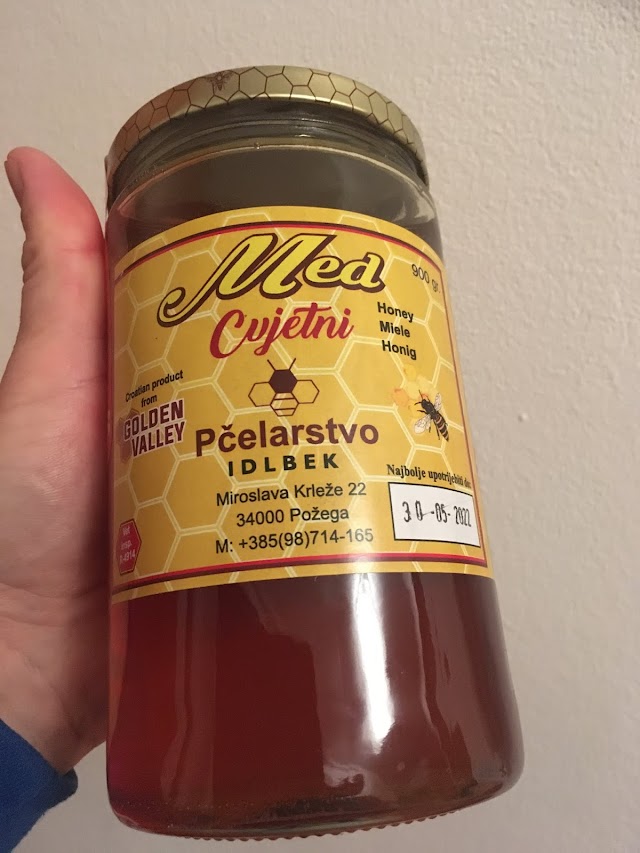 Med
900 gr
Cvjetni
Honey
Miele
Honig
Croatian product
from
GOLDEN
VALLEY
Pčelarstvo
IDLBEK
Miroslava Krleže 22
34000 Požega
M: +385(98)714-165
Najbolje upotrijebiti do:
30-05-2022